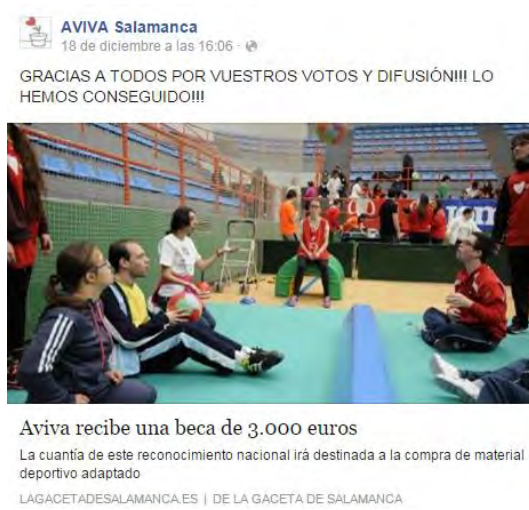 AVIVA Salamanca
18 de diciembre a las 16:06 ·
GRACIAS A TODOS POR VUESTROS VOTOS Y DIFUSIÓN!!! LO
HEMOS CONSEGUIDO!!!
Aviva recibe una beca de 3.000 euros
La cuantía de este reconocimiento nacional irá destinada a la compra de material
deportivo adaptado
LAGACETADESALAMANCA.ES | DE LA GACETA DE SALAMANCA